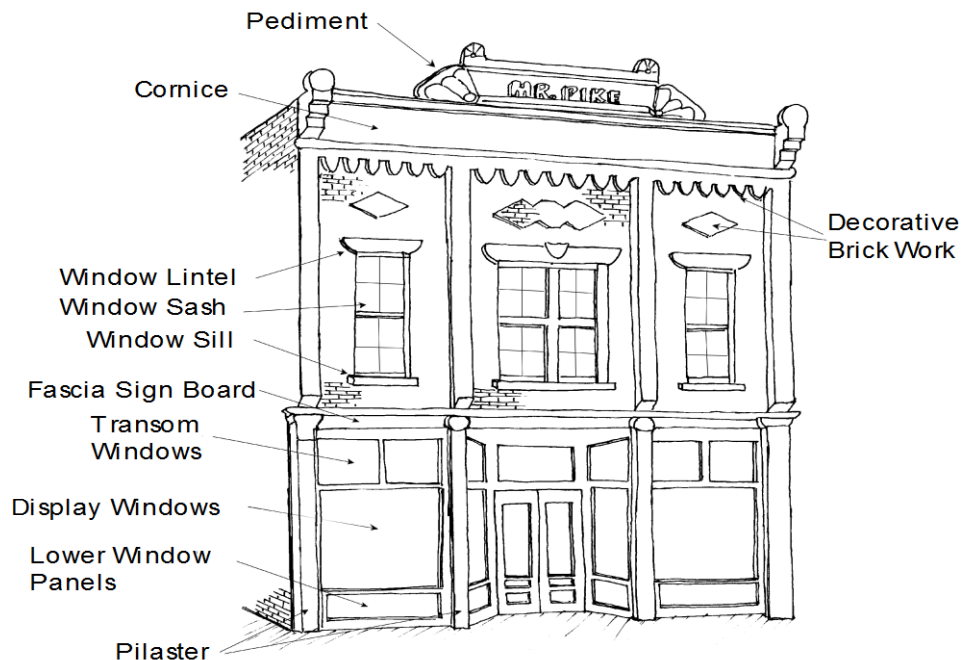 Pediment
Cornice
MR. PIKE
Decorative
Brick Work
Window Lintel
Window Sash
Window Sill
Fascia Sign Board
Transom
Windows
Display Windows
Lower Window
Panels
Pilaster